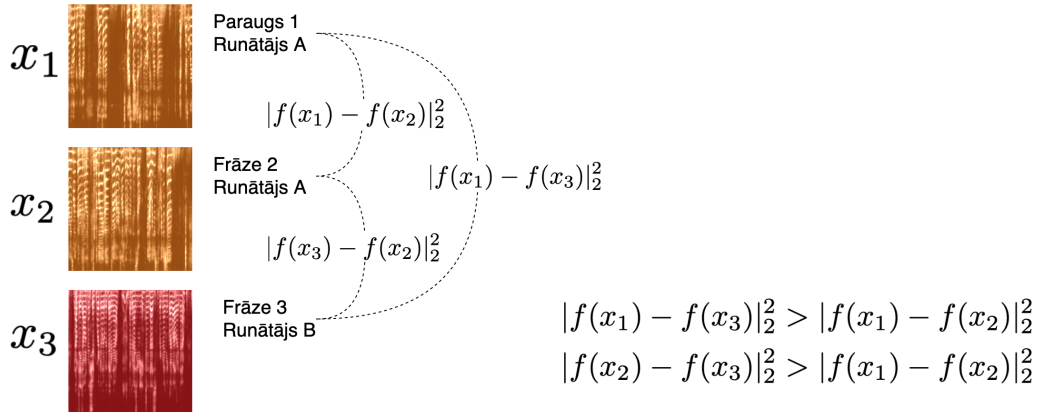 x₁
Paraugs 1
Runātājs A
|f(x₁) − f(x₂)|₂²
x₂
Frāze 2
Runātājs A
|f(x₁) − f(x₃)|₂²
|f(x₃) − f(x₂)|₂²
x₃
Frāze 3
Runātājs B
|f(x₁) − f(x₃)|₂² > |f(x₁) − f(x₂)|₂²
|f(x₂) − f(x₃)|₂² > |f(x₁) − f(x₂)|₂²